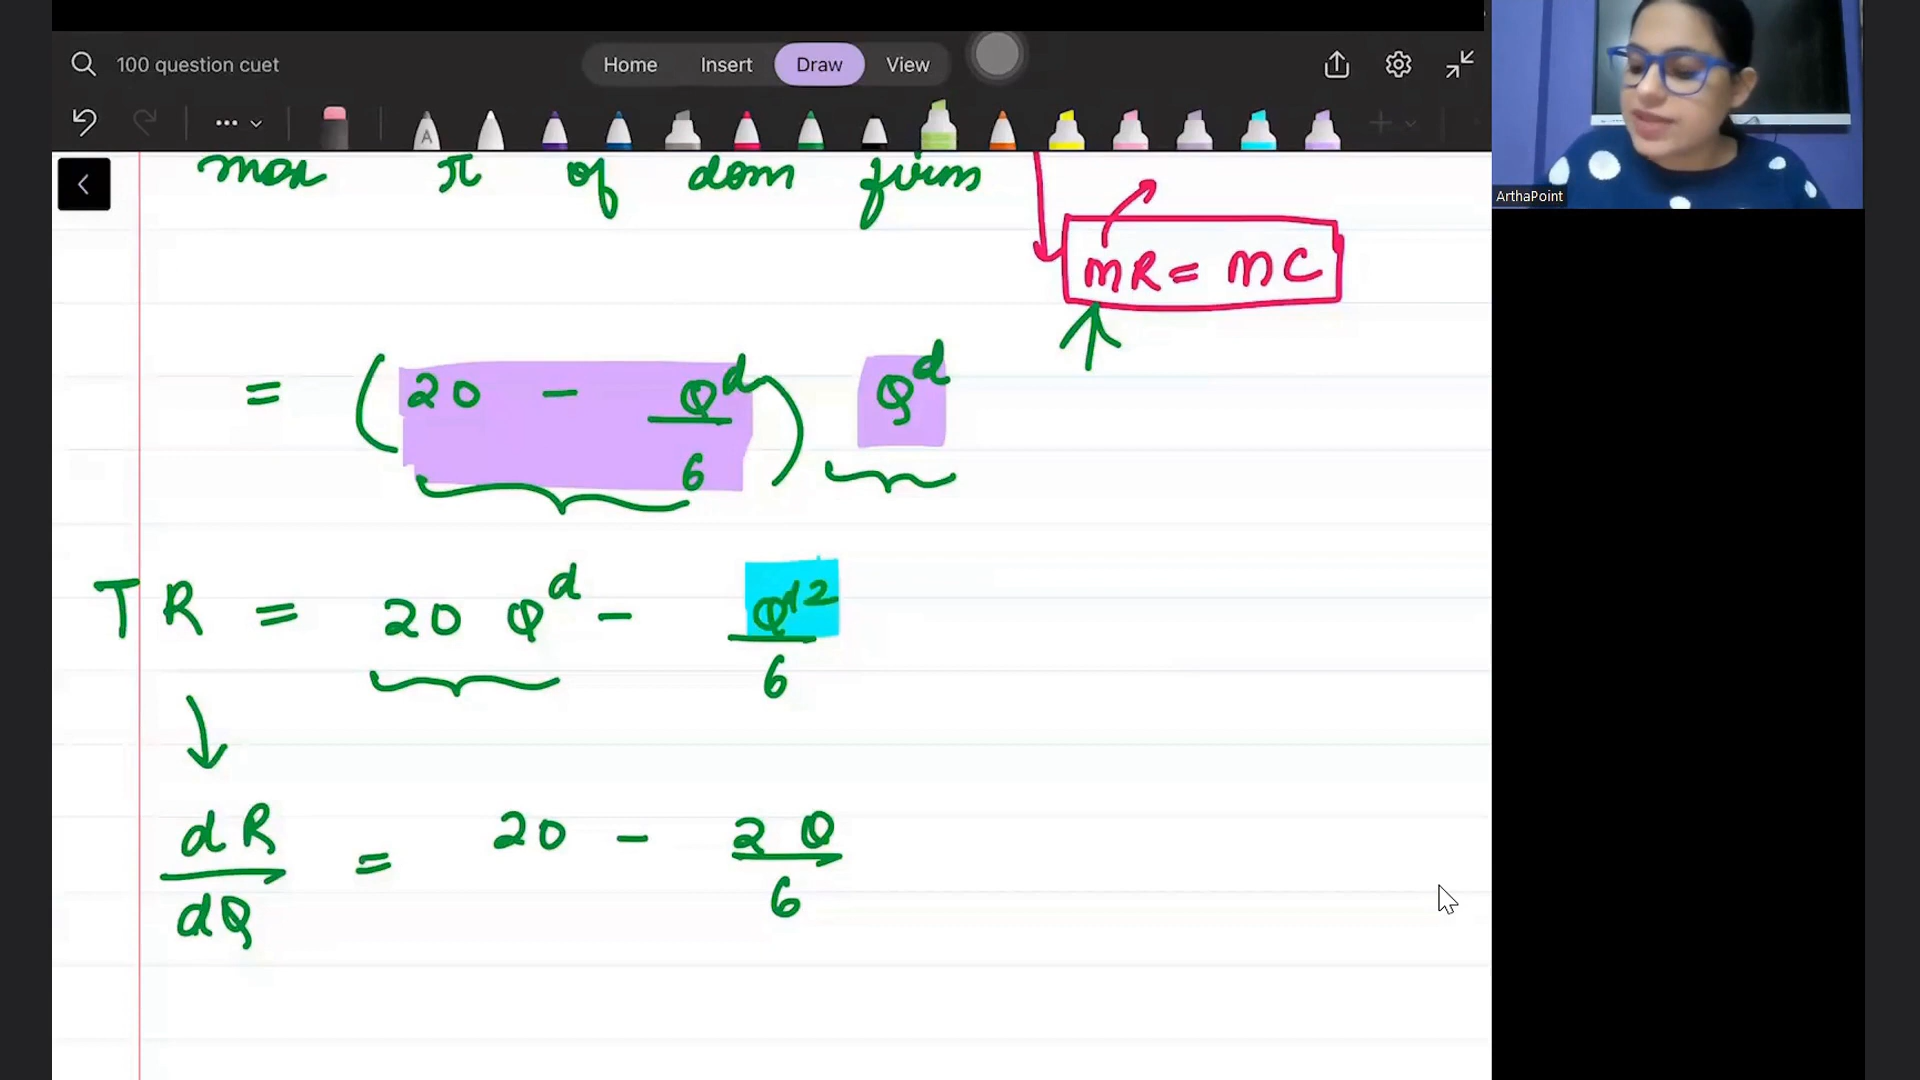 100 question cuet
Home Insert Draw View
A
ArthaPoint
max π of dom firm
MR = MC
= (20 - Q^d/6) Q^d
TR = 20 Q^d - Q^d2/6
dR/dQ = 20 - 2Q/6